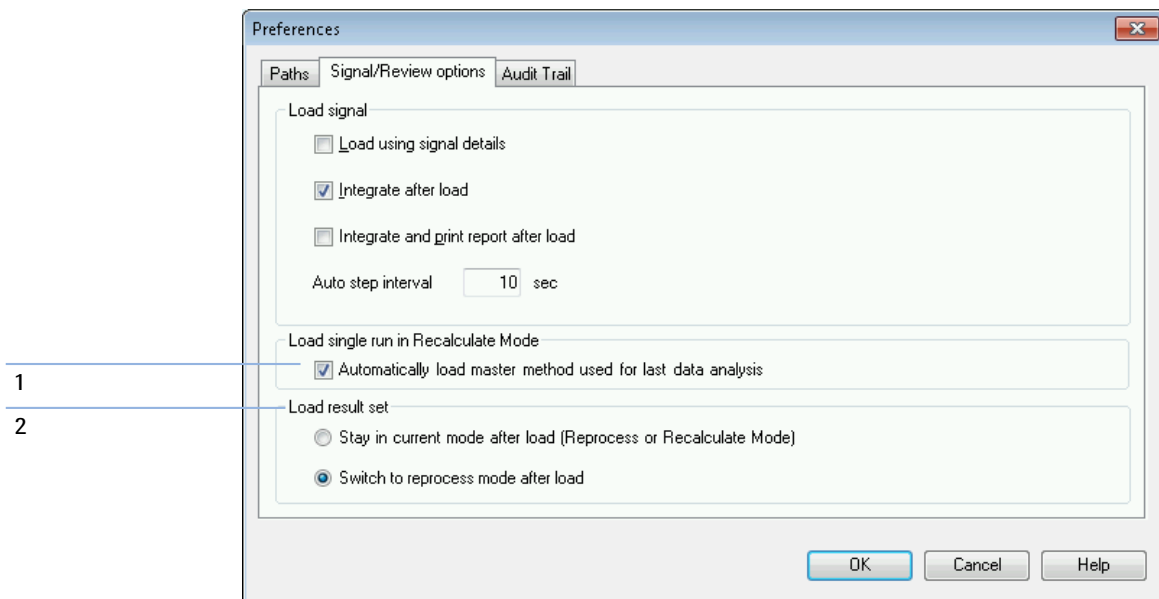 Preferences
Paths
Signal/Review options
Audit Trail
Load signal
Load using signal details
Integrate after load
Integrate and print report after load
Auto step interval 10 sec
Load single run in Recalculate Mode
1
Automatically load master method used for last data analysis
2
Load result set
Stay in current mode after load (Reprocess or Recalculate Mode)
Switch to reprocess mode after load
OK
Cancel
Help